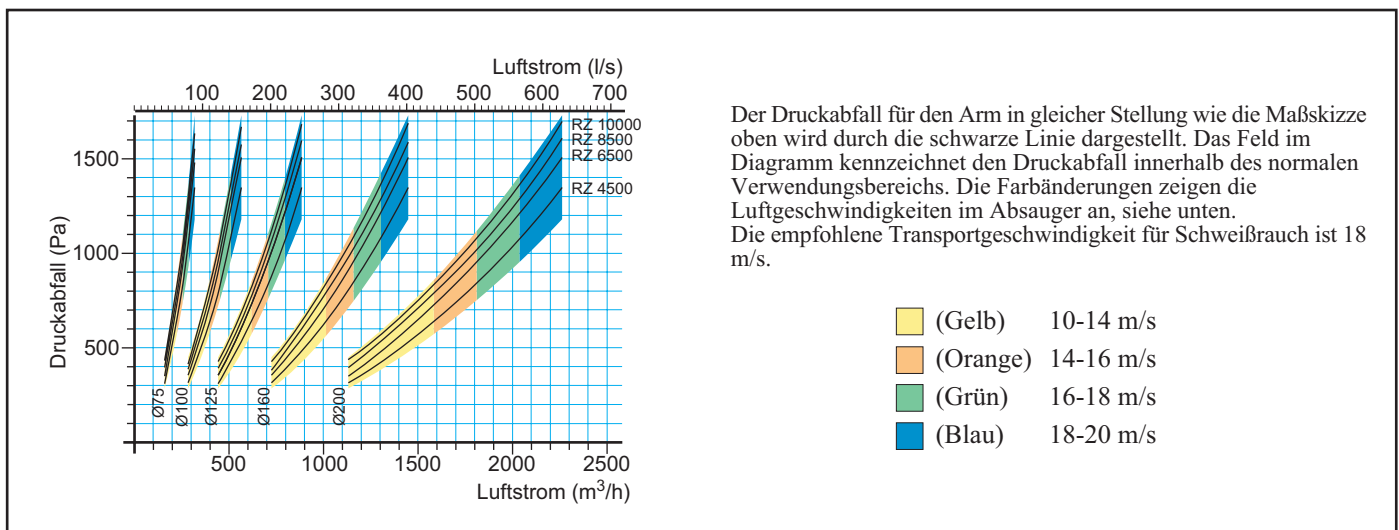 Luftstrom (l/s)
100 200 300 400 500 600 700
RZ 10000
RZ 8500
RZ 6500
RZ 4500
1500
1000
500
Druckabfall (Pa)
Ø75
Ø100
Ø125
Ø160
Ø200
500 1000 1500 2000 2500
Luftstrom (m³/h)
Der Druckabfall für den Arm in gleicher Stellung wie die Maßskizze
oben wird durch die schwarze Linie dargestellt. Das Feld im
Diagramm kennzeichnet den Druckabfall innerhalb des normalen
Verwendungsbereichs. Die Farbänderungen zeigen die
Luftgeschwindigkeiten im Absauger an, siehe unten.
Die empfohlene Transportgeschwindigkeit für Schweißrauch ist 18
m/s.
(Gelb) 10-14 m/s
(Orange) 14-16 m/s
(Grün) 16-18 m/s
(Blau) 18-20 m/s